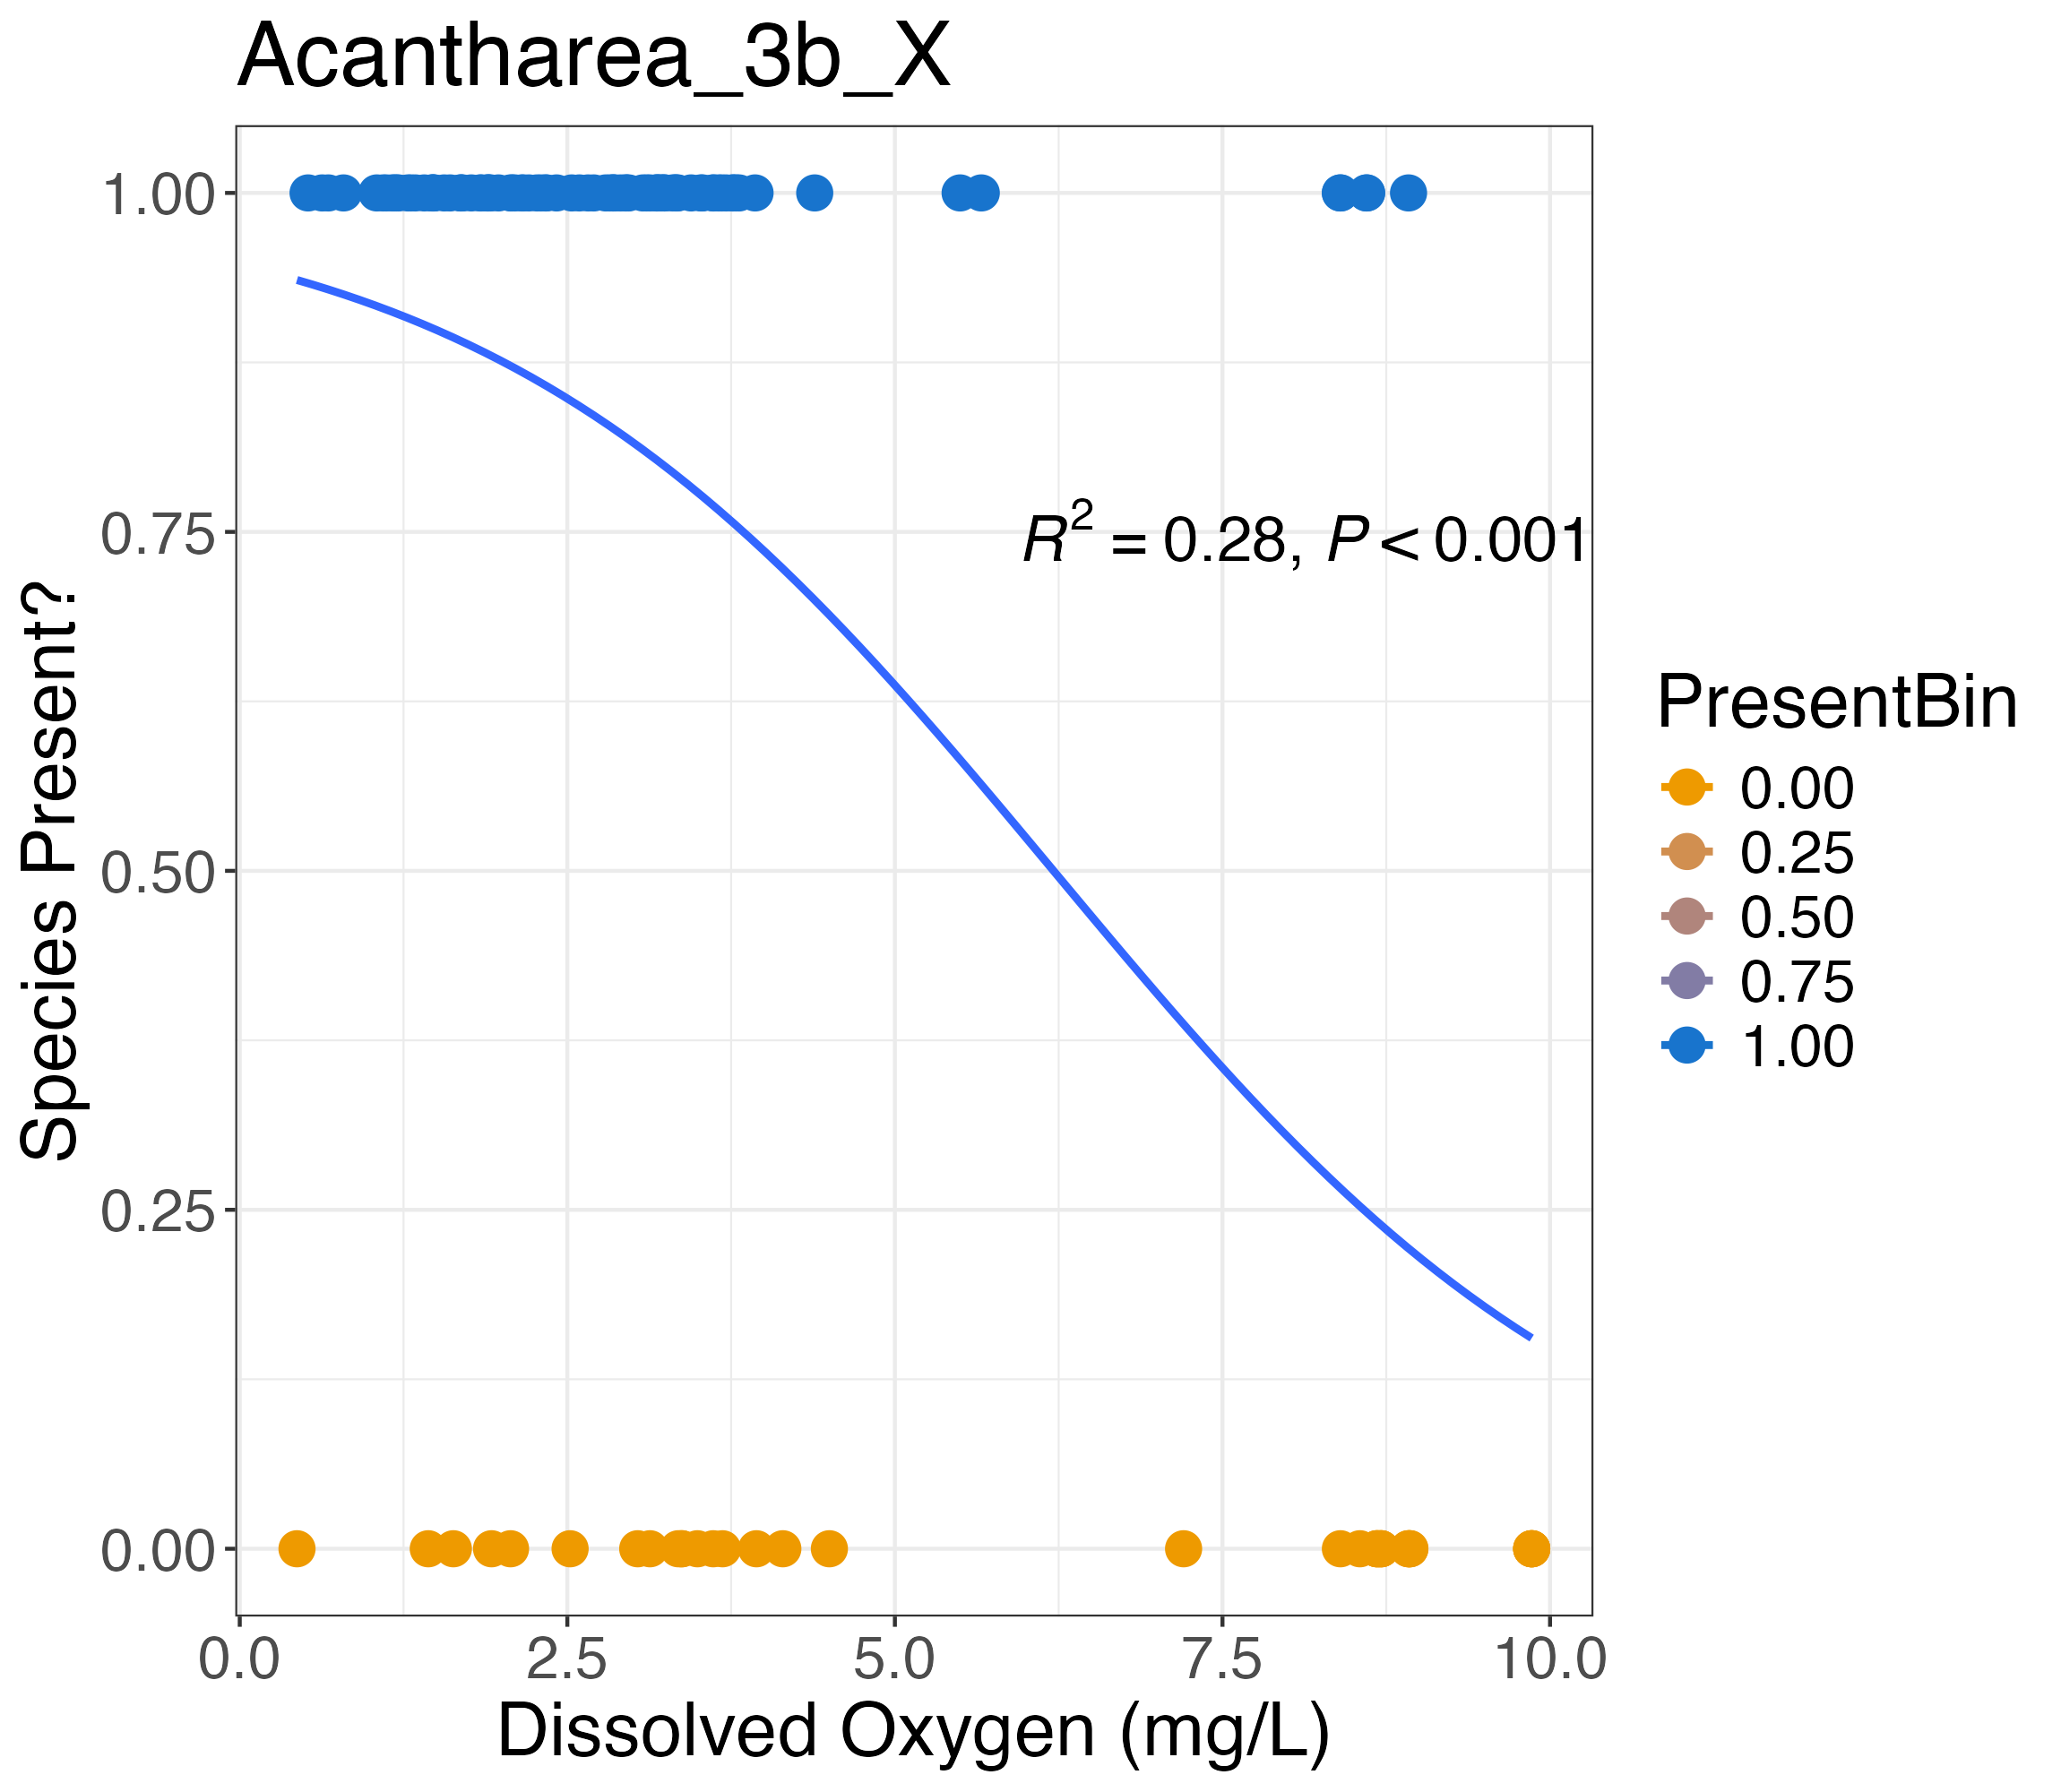 Acantharea_3b_X
1.00
0.75
0.50
0.25
0.00
Species Present?
R² = 0.28, P < 0.001
0.0 2.5 5.0 7.5 10.0
Dissolved Oxygen (mg/L)
PresentBin
0.00
0.25
0.50
0.75
1.00